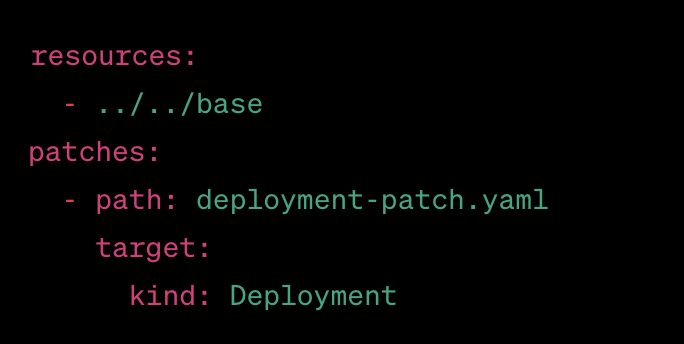 resources:
  - ../../base
patches:
  - path: deployment-patch.yaml
    target:
      kind: Deployment